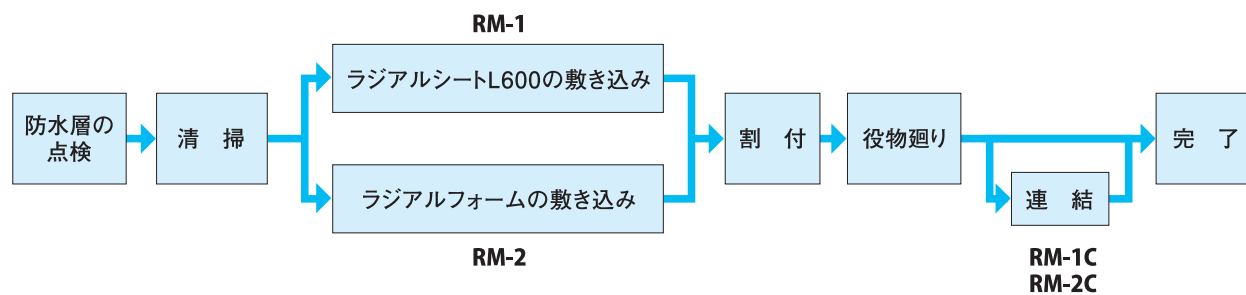 防水層の
点検
清　掃
RM-1
ラジアルシートL600の敷き込み
ラジアルフォームの敷き込み
RM-2
割　付
役物廻り
連　結
RM-1C
RM-2C
完　了